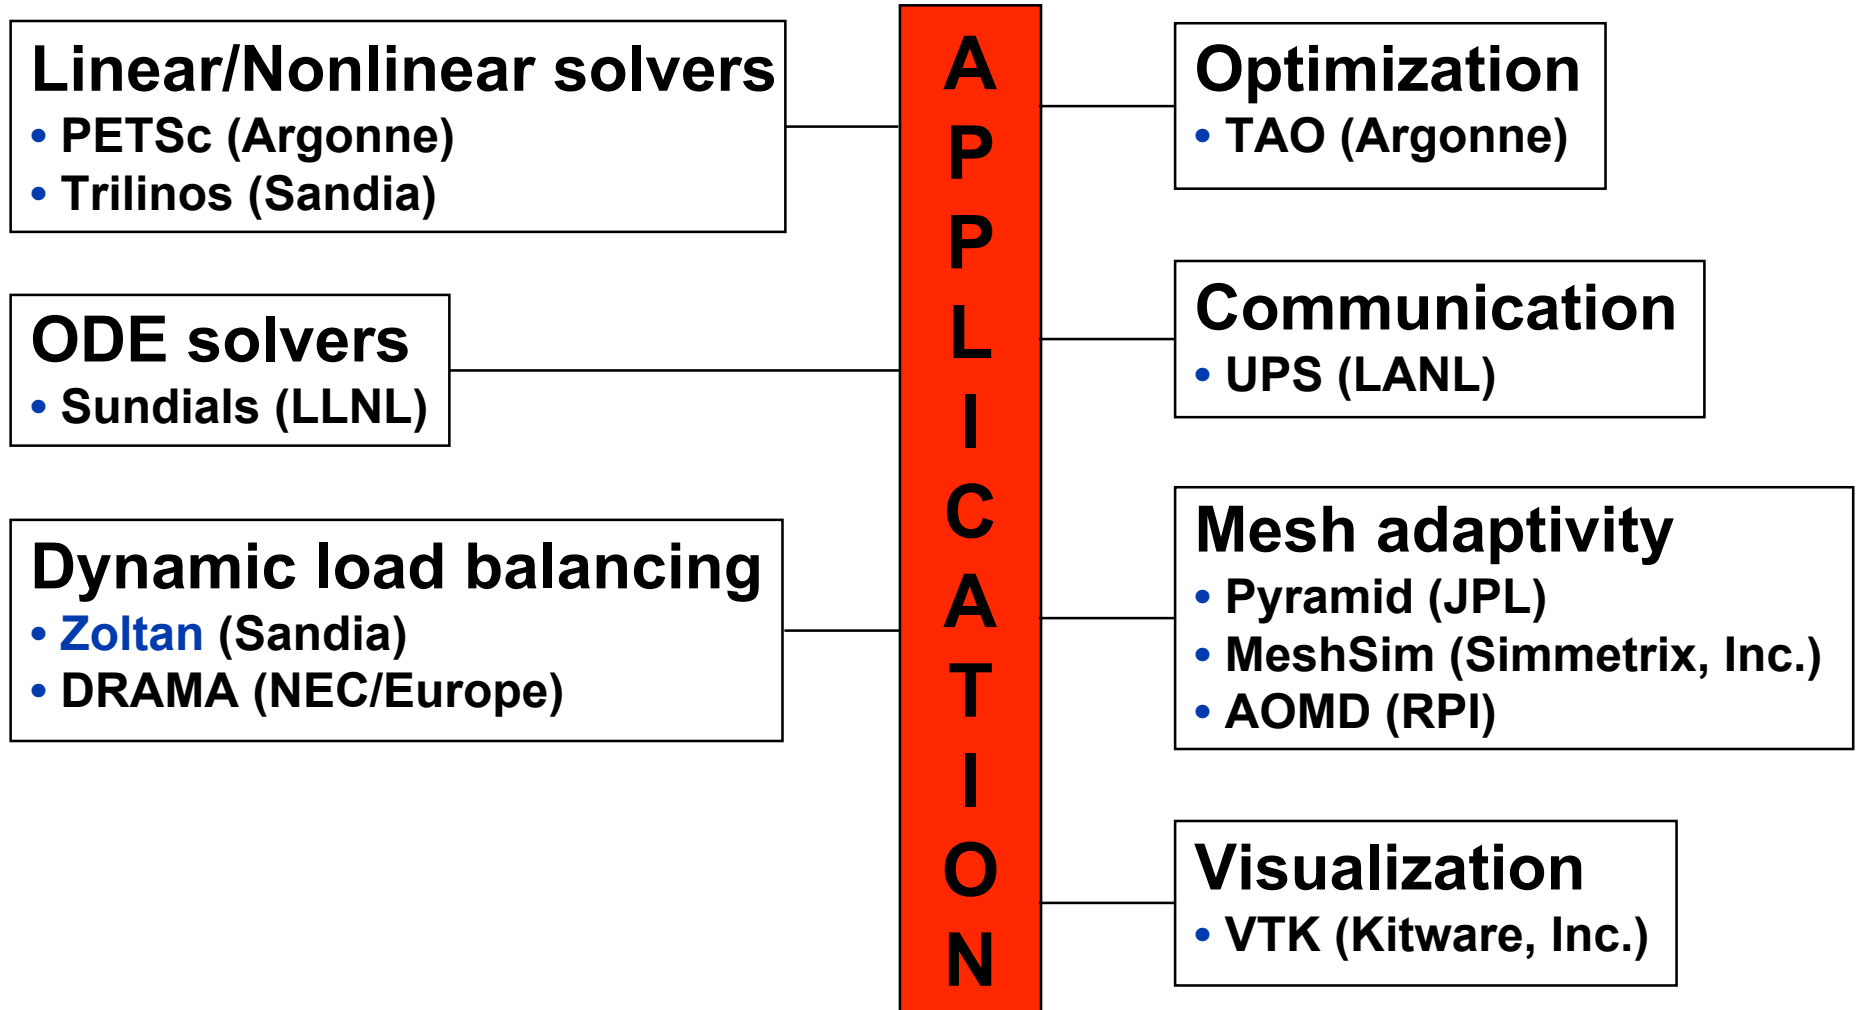 Linear/Nonlinear solvers
• PETSc (Argonne)
• Trilinos (Sandia)
ODE solvers
• Sundials (LLNL)
Dynamic load balancing
• Zoltan (Sandia)
• DRAMA (NEC/Europe)
A
P
P
L
I
C
A
T
I
O
N
Optimization
• TAO (Argonne)
Communication
• UPS (LANL)
Mesh adaptivity
• Pyramid (JPL)
• MeshSim (Simmetrix, Inc.)
• AOMD (RPI)
Visualization
• VTK (Kitware, Inc.)